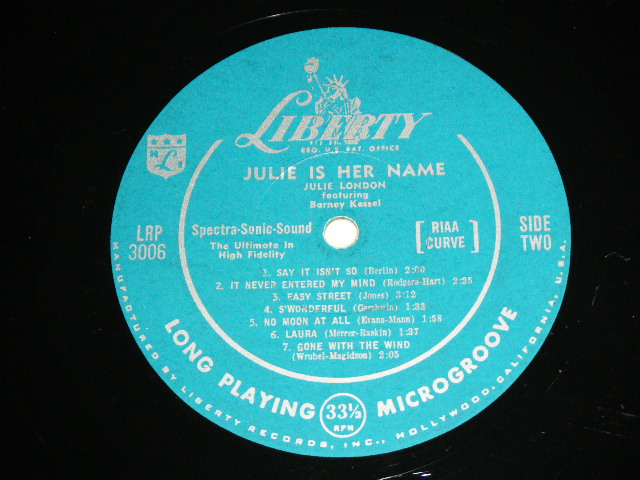 LIBERTY
REG. U.S. PAT. OFFICE
JULIE IS HER NAME
JULIE LONDON
featuring
Barney Kessel
LRP
3006
Spectra-Sonic-Sound
The Ultimate In
High Fidelity
[ RIAA
CURVE ]
SIDE
TWO
1. SAY IT ISN'T SO (Berlin) 2:00
2. IT NEVER ENTERED MY MIND (Rodgers-Hart) 2:25
3. EASY STREET (Jones) 3:12
4. S'WONDERFUL (Gershwin) 1:33
5. NO MOON AT ALL (Evans-Mann) 1:58
6. LAURA (Mercer-Raskin) 1:37
7. GONE WITH THE WIND
(Wrubel-Magidson) 2:05
LONG PLAYING 33 1/3 RPM MICROGROOVE
MANUFACTURED BY LIBERTY RECORDS, INC., HOLLYWOOD, CALIFORNIA, U.S.A.